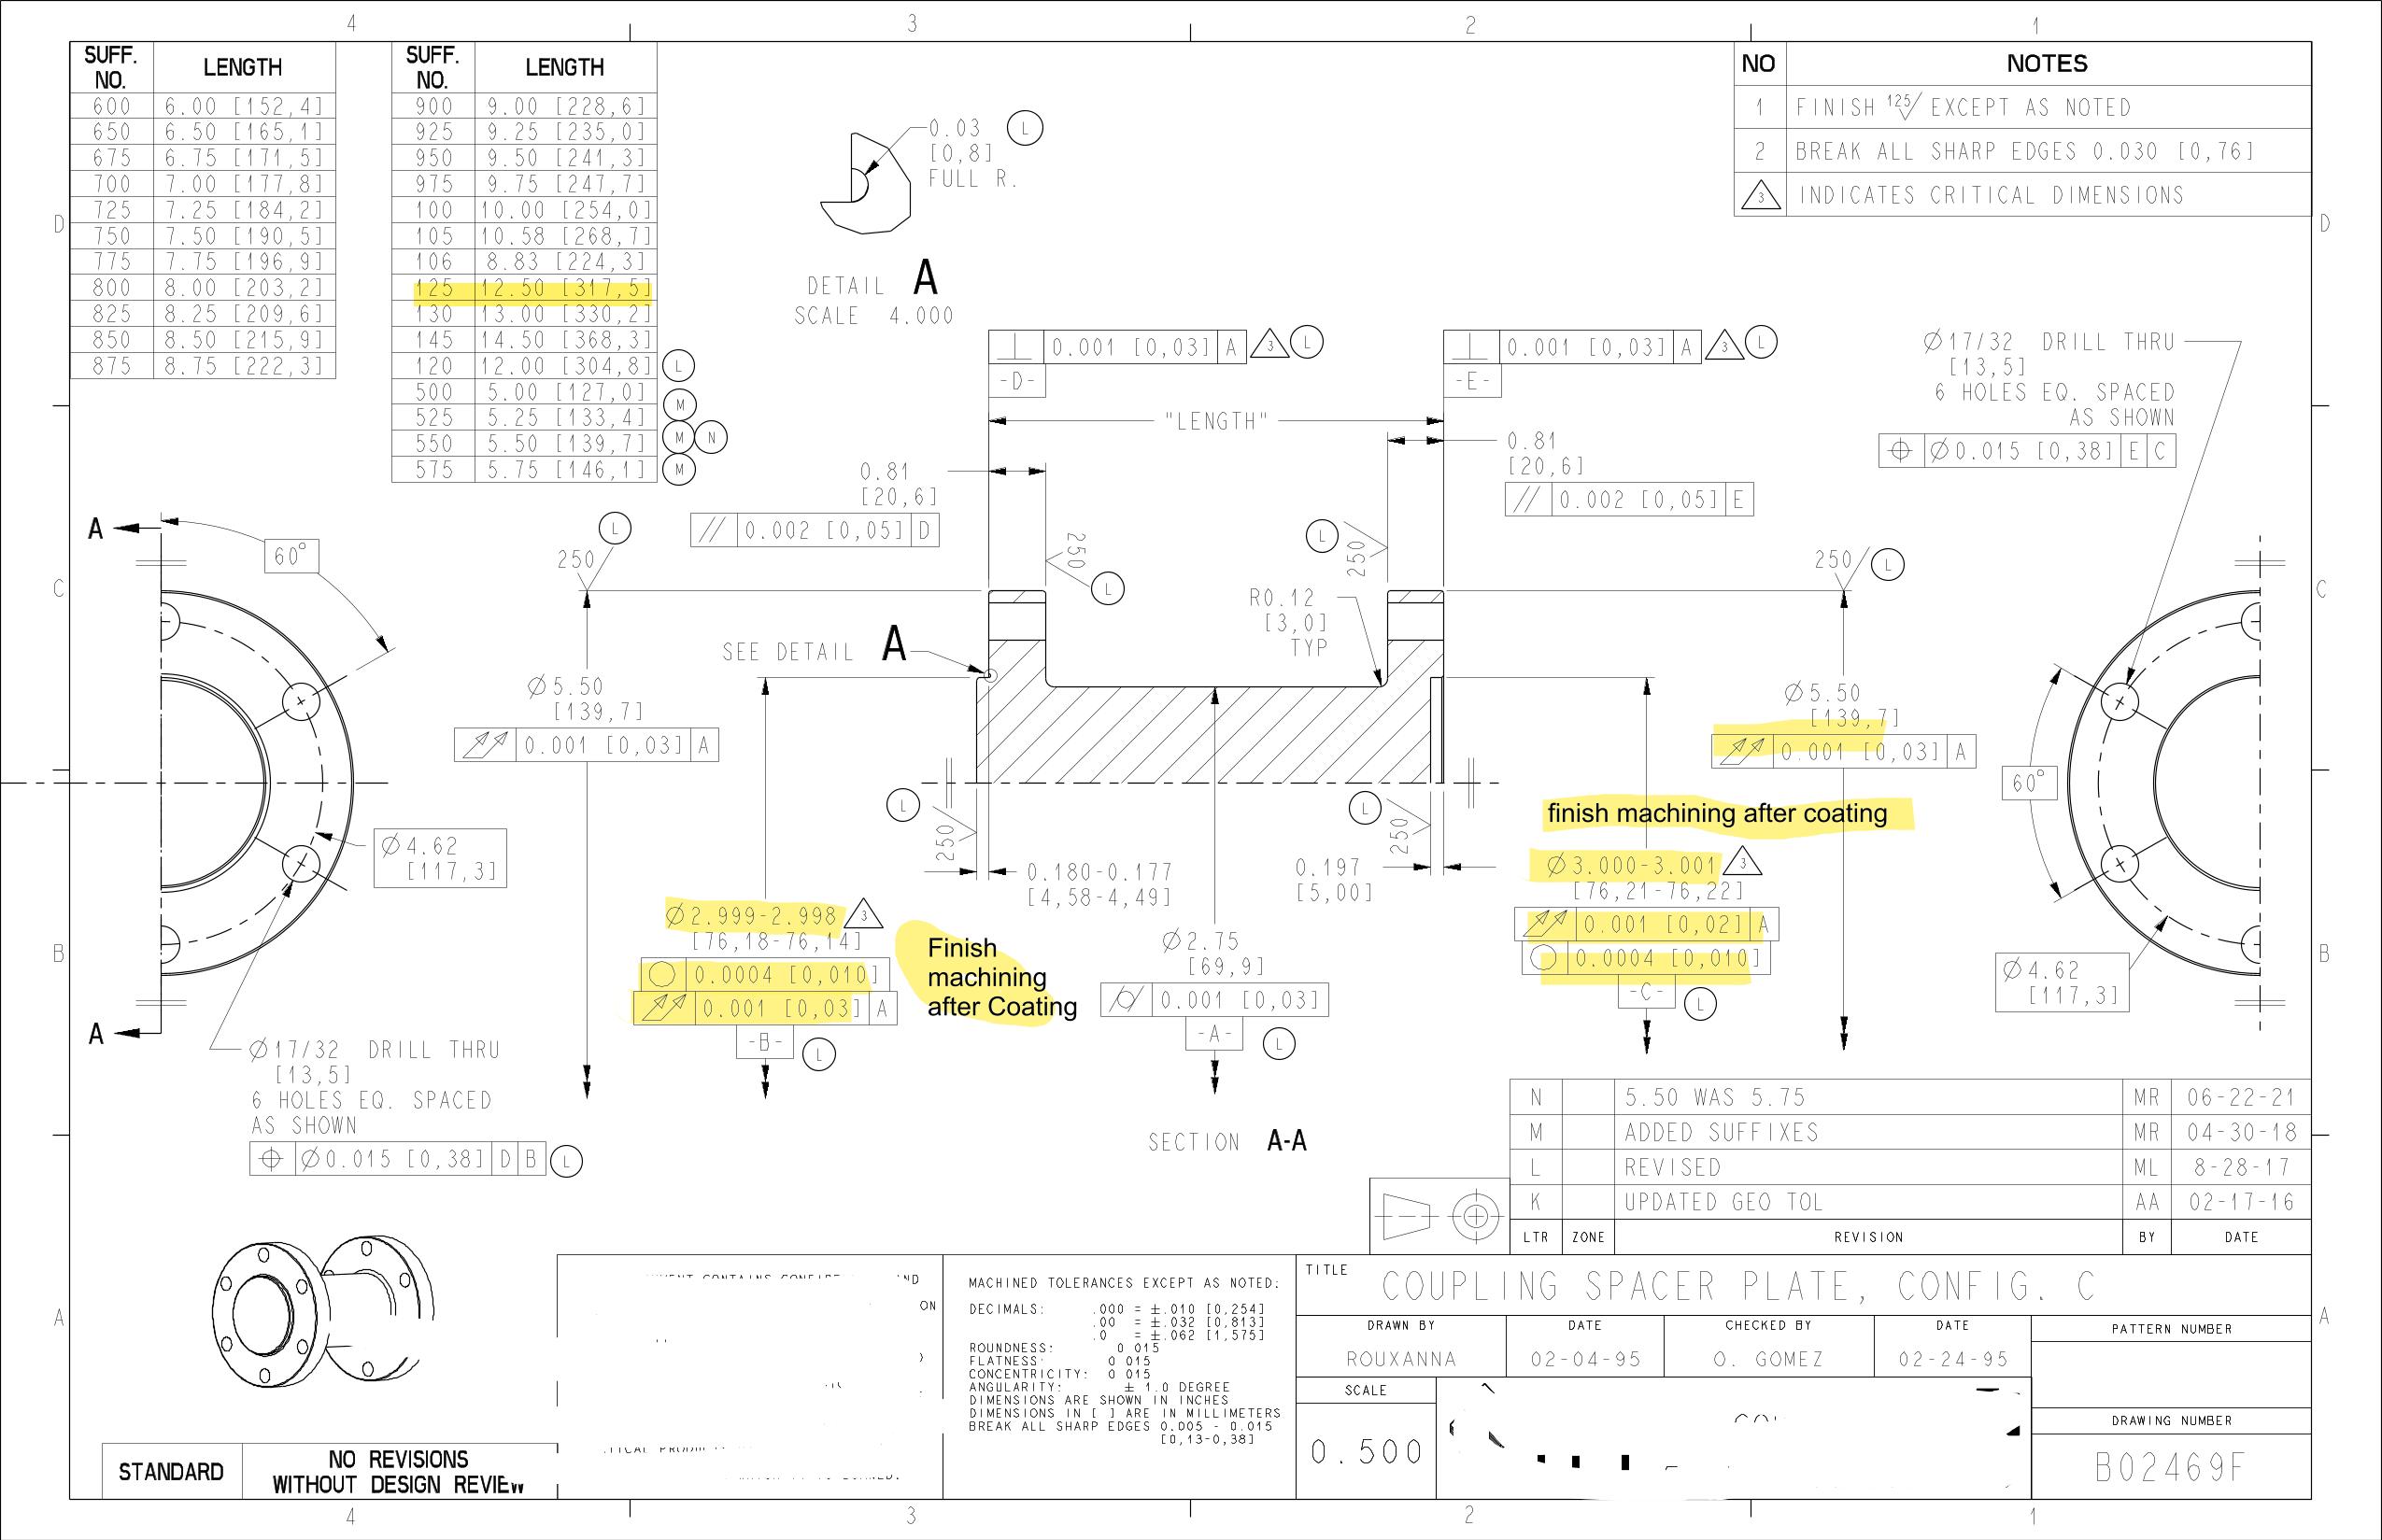 4 3 2 1
SUFF. NO. LENGTH
600 6.00 [152,4]
650 6.50 [165,1]
675 6.75 [171,5]
700 7.00 [177,8]
725 7.25 [184,2]
750 7.50 [190,5]
775 7.75 [196,9]
800 8.00 [203,2]
825 8.25 [209,6]
850 8.50 [215,9]
875 8.75 [222,3]
SUFF. NO. LENGTH
900 9.00 [228,6]
925 9.25 [235,0]
950 9.50 [241,3]
975 9.75 [247,7]
100 10.00 [254,0]
105 10.58 [268,7]
106 8.83 [224,3]
125 12.50 [317,5]
130 13.00 [330,2]
145 14.50 [368,3]
120 12.00 [304,8] L
500 5.00 [127,0]
525 5.25 [133,4] M
550 5.50 [139,7] M N
575 5.75 [146,1] M
0.03 L
[0,8]
FULL R.
DETAIL A
SCALE 4.000
NO NOTES
1 FINISH 125 EXCEPT AS NOTED
2 BREAK ALL SHARP EDGES 0.030 [0,76]
3 INDICATES CRITICAL DIMENSIONS
D
D
⊥ 0.001 [0,03] A 3 L
-D-
⊥ 0.001 [0,03] A 3 L
-E-
"LENGTH"
0.81
[20,6]
// 0.002 [0,05] D
0.81
[20,6]
// 0.002 [0,05] E
Ø17/32 DRILL THRU
[13,5]
6 HOLES EQ. SPACED
AS SHOWN
⌖ Ø0.015 [0,38] E C
A
60°
C
250 L
250 L
L 250
250 L
C
R0.12
[3,0]
TYP
SEE DETAIL A
Ø5.50
[139,7]
0.001 [0,03] A
Ø5.50
[139,7]
0.001 [0,03] A
60°
finish machining after coating
Ø4.62
[117,3]
L 250
0.180-0.177
[4,58-4,49]
L 250
0.197
[5,00]
Ø3.000-3.001 3
[76,21-76,22]
0.001 [0,02] A
○ 0.0004 [0,010]
-C- L
Ø2.999-2.998 3
[76,18-76,14]
○ 0.0004 [0,010]
0.001 [0,03] A
-B- L
Finish
machining
after Coating
Ø2.75
[69,9]
⌭ 0.001 [0,03]
-A- L
Ø4.62
[117,3]
B
B
A
Ø17/32 DRILL THRU
[13,5]
6 HOLES EQ. SPACED
AS SHOWN
⌖ Ø0.015 [0,38] D B L
SECTION A-A
N 5.50 WAS 5.75 MR 06-22-21
M ADDED SUFFIXES MR 04-30-18
L REVISED ML 8-28-17
K UPDATED GEO TOL AA 02-17-16
LTR ZONE REVISION BY DATE
A
A
MACHINED TOLERANCES EXCEPT AS NOTED:
DECIMALS: .000 = ±.010 [0,254]
.00 = ±.032 [0,813]
.0 = ±.062 [1,575]
ROUNDNESS: 0 015
FLATNESS: 0 015
CONCENTRICITY: 0 015
ANGULARITY: ± 1.0 DEGREE
DIMENSIONS ARE SHOWN IN INCHES
DIMENSIONS IN [ ] ARE IN MILLIMETERS
BREAK ALL SHARP EDGES 0.005 - 0.015
[0,13-0,38]
TITLE COUPLING SPACER PLATE, CONFIG. C
DRAWN BY DATE CHECKED BY DATE
ROUXANNA 02-04-95 O. GOMEZ 02-24-95
PATTERN NUMBER
SCALE
0.500
DRAWING NUMBER
B02469F
STANDARD
NO REVISIONS
WITHOUT DESIGN REVIEW
4 3 2 1